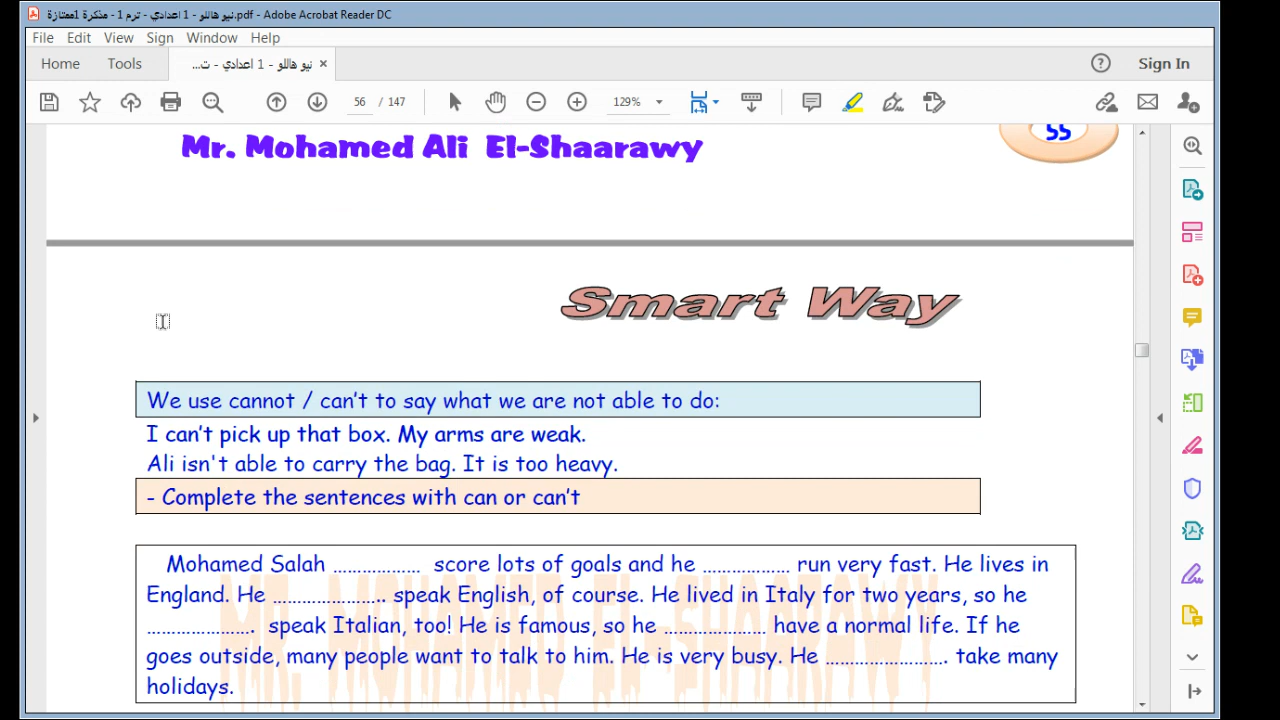 نيو هاللو - 1 اعدادي - ترم 1 - مذكرة 1ممتازة.pdf - Adobe Acrobat Reader DC
File Edit View Sign Window Help
Home Tools نيو هاللو - 1 اعدادي - ت... × Sign In
56 / 147 129%
Mr. Mohamed Ali El-Shaarawy
55
Smart Way
We use cannot / can't to say what we are not able to do:
I can't pick up that box. My arms are weak.
Ali isn't able to carry the bag. It is too heavy.
- Complete the sentences with can or can't
Mohamed Salah .................. score lots of goals and he .................. run very fast. He lives in
England. He ...................... speak English, of course. He lived in Italy for two years, so he
...................... speak Italian, too! He is famous, so he ..................... have a normal life. If he
goes outside, many people want to talk to him. He is very busy. He ......................... take many
holidays.
MR. MOHAMED EL-SHAARAWY